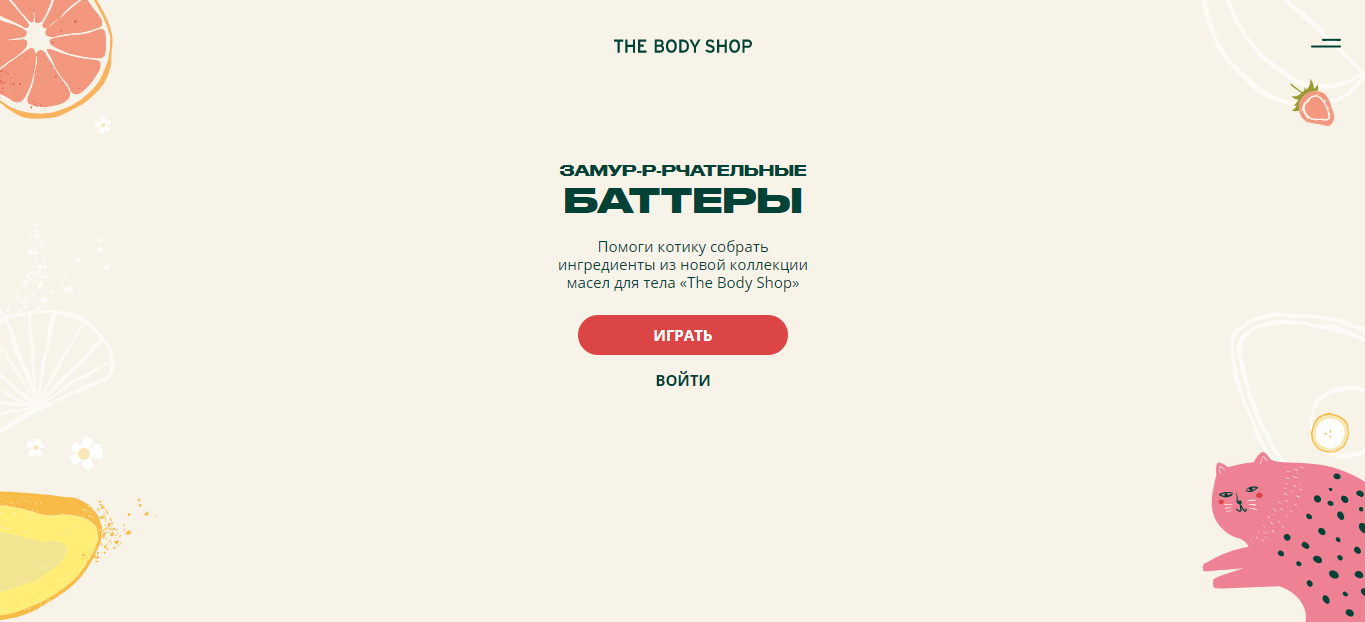 THE BODY SHOP
ЗАМУР-Р-РЧАТЕЛЬНЫЕ
БАТТЕРЫ
Помоги котику собрать
ингредиенты из новой коллекции
масел для тела «The Body Shop»
ИГРАТЬ
ВОЙТИ